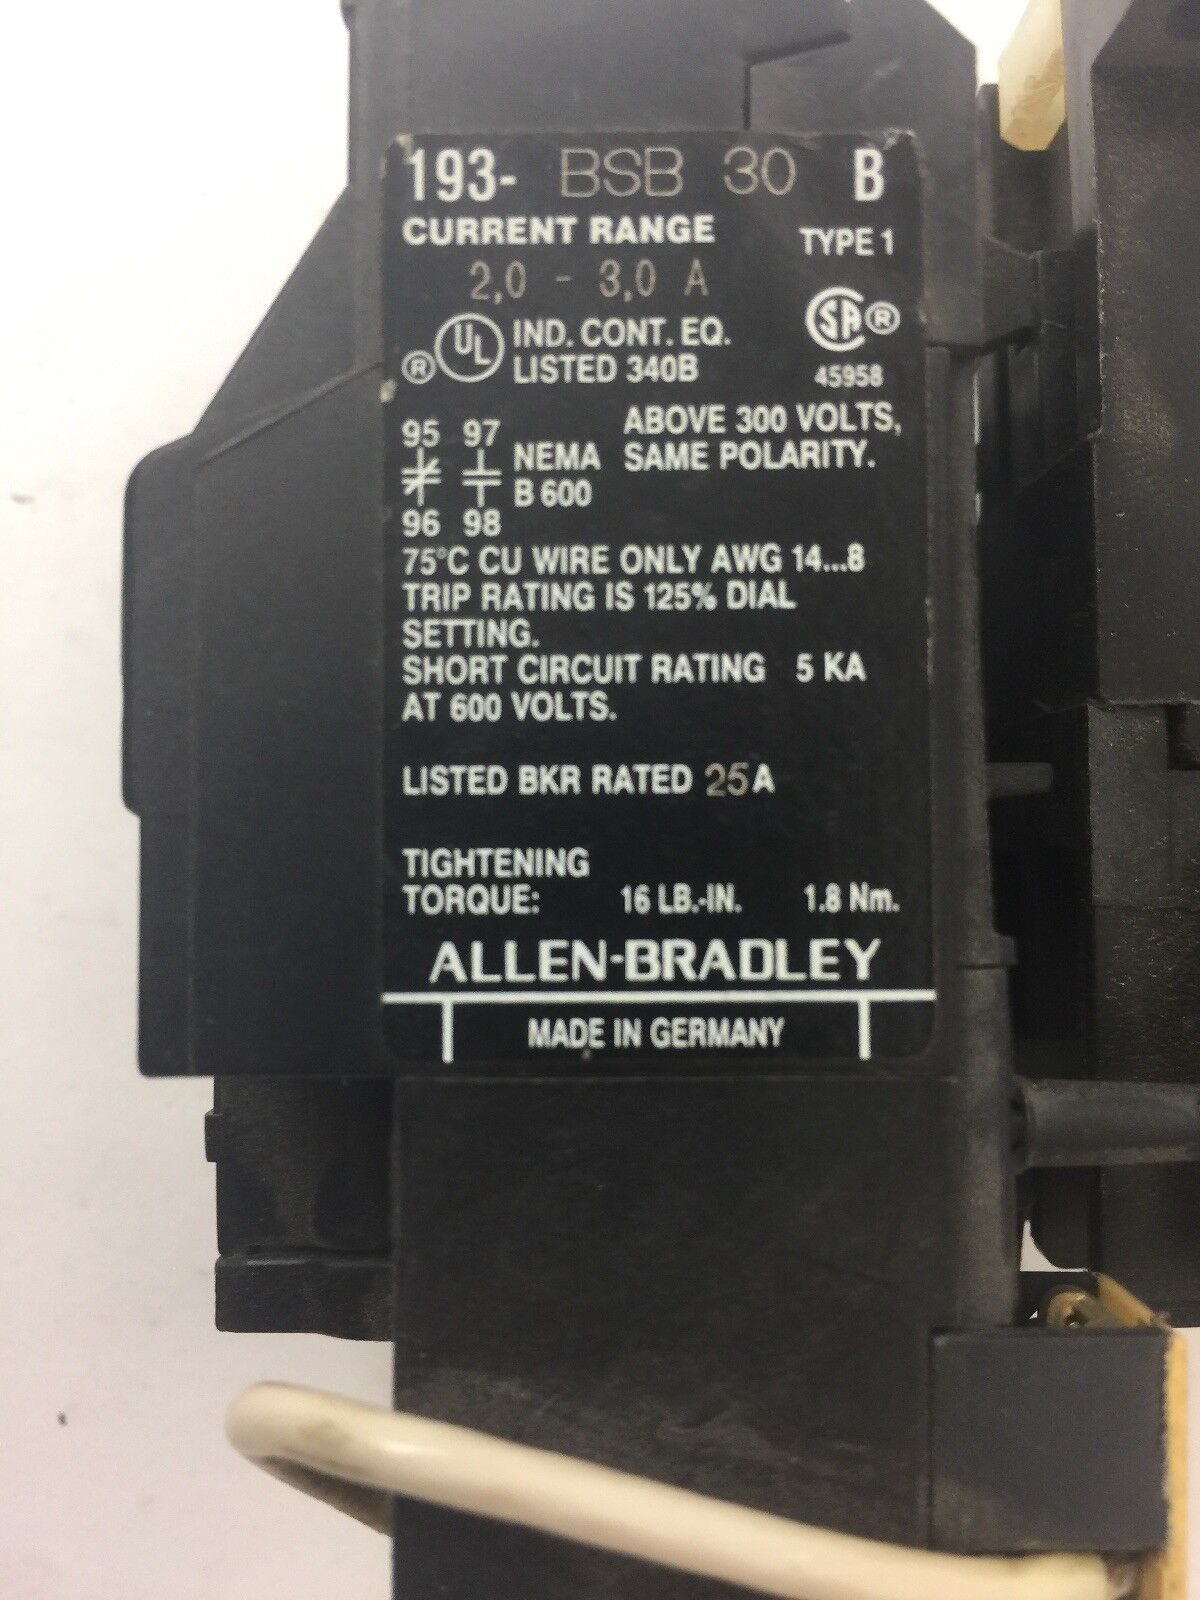 193- BSB 30 B
CURRENT RANGE TYPE 1
2,0 - 3,0 A
® UL IND. CONT. EQ. SA ®
LISTED 340B 45958
95 97 ABOVE 300 VOLTS,
NEMA SAME POLARITY.
B 600
96 98
75°C CU WIRE ONLY AWG 14...8
TRIP RATING IS 125% DIAL
SETTING.
SHORT CIRCUIT RATING 5 KA
AT 600 VOLTS.
LISTED BKR RATED 25 A
TIGHTENING
TORQUE: 16 LB.-IN. 1.8 Nm.
ALLEN-BRADLEY
MADE IN GERMANY